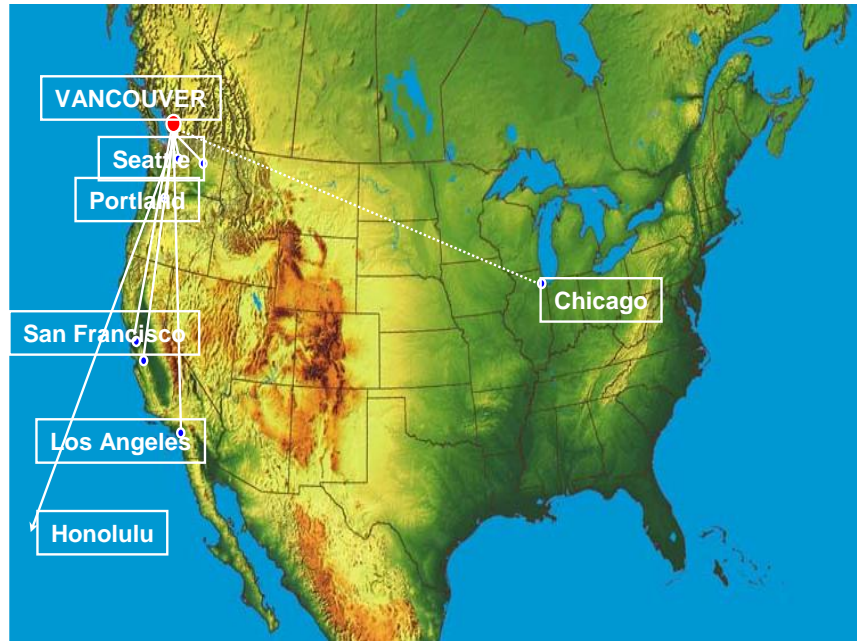 VANCOUVER
Seattle
Portland
Chicago
San Francisco
Los Angeles
Honolulu